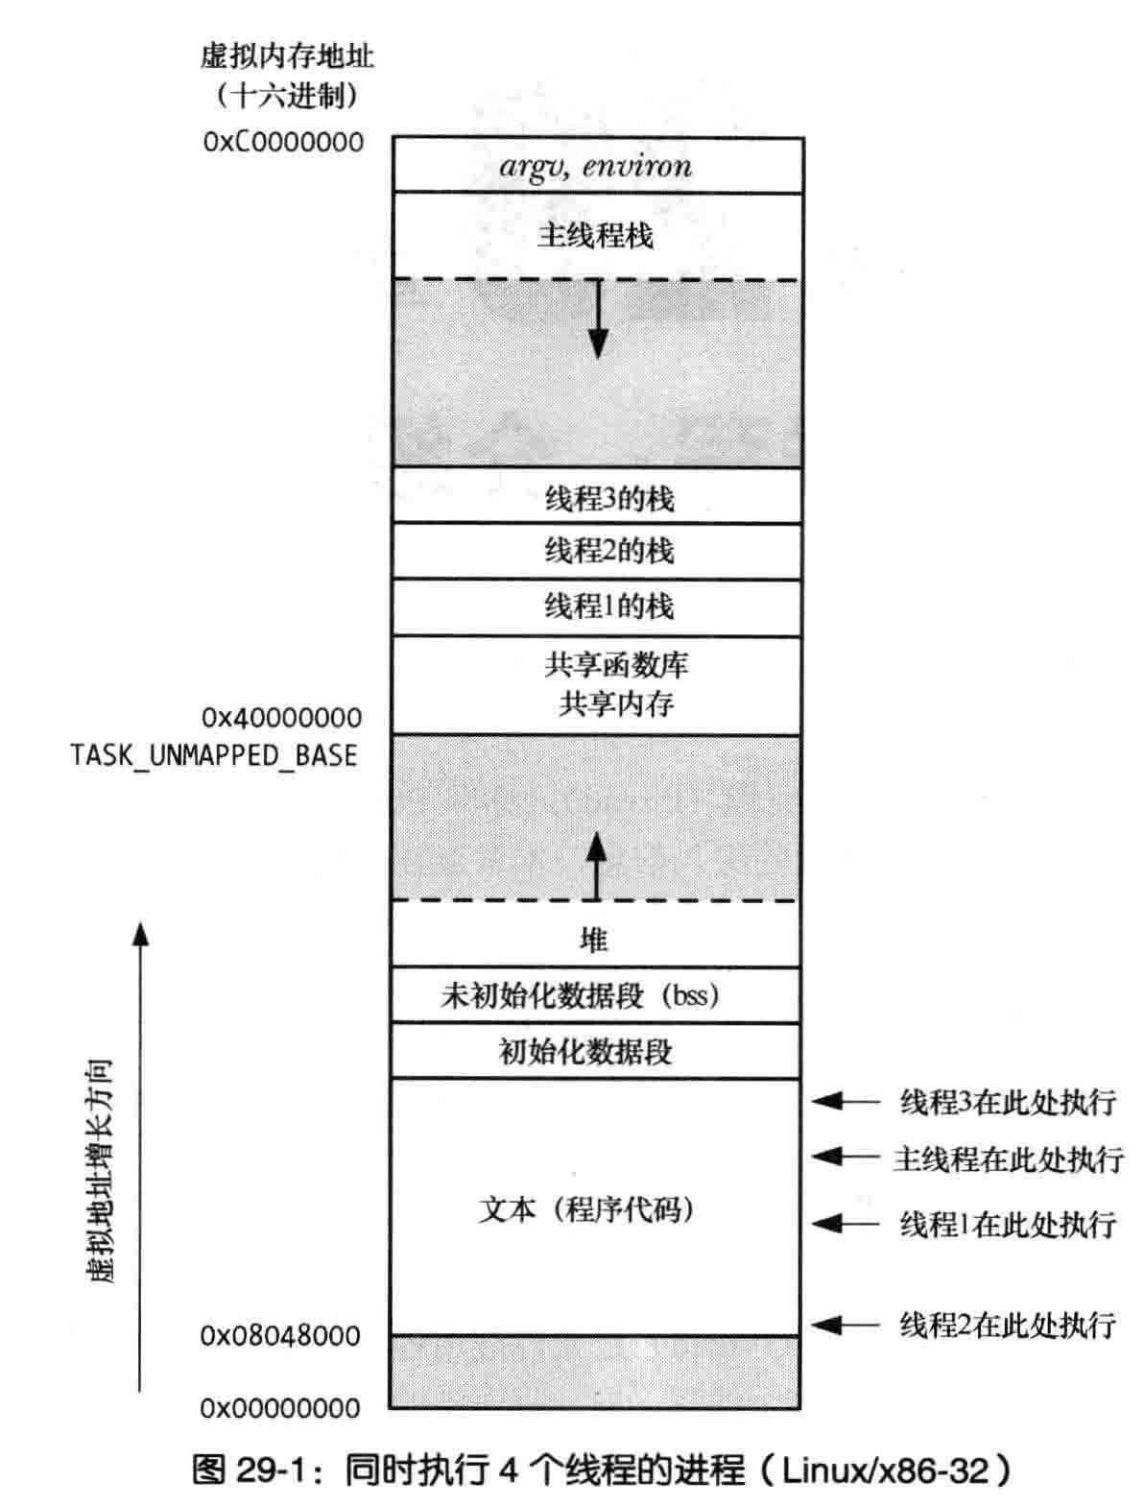 虚拟内存地址
（十六进制）
0xC0000000
argv, environ
主线程栈
线程3的栈
线程2的栈
线程1的栈
共享函数库
共享内存
0x40000000
TASK_UNMAPPED_BASE
堆
未初始化数据段（bss）
初始化数据段
线程3在此处执行
主线程在此处执行
文本（程序代码）
线程1在此处执行
线程2在此处执行
虚拟地址增长方向
0x08048000
0x00000000
图 29-1：同时执行 4 个线程的进程（Linux/x86-32）